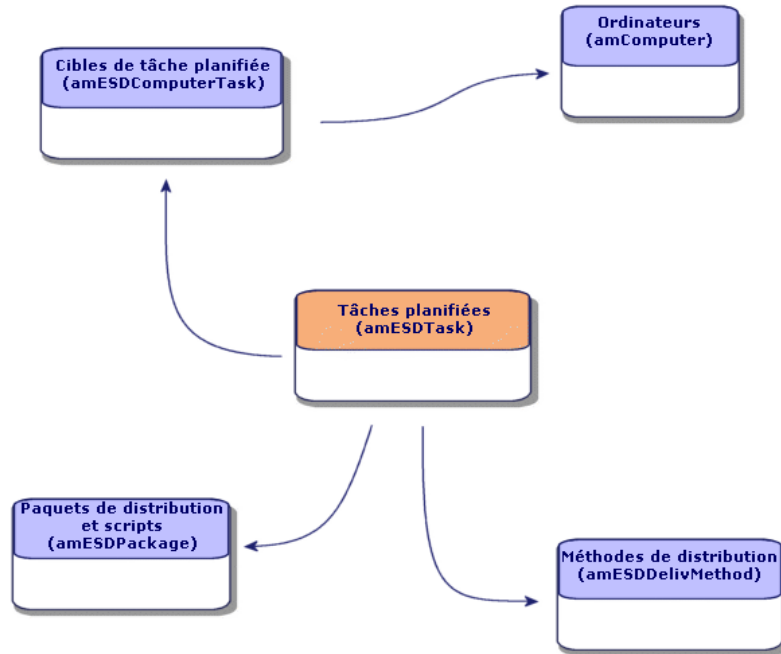 Ordinateurs
(amComputer)
Cibles de tâche planifiée
(amESDComputerTask)
Tâches planifiées
(amESDTask)
Paquets de distribution
et scripts
(amESDPackage)
Méthodes de distribution
(amESDDelivMethod)